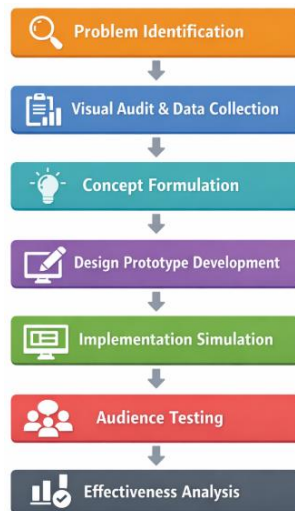 Problem Identification
Visual Audit & Data Collection
Concept Formulation
Design Prototype Development
Implementation Simulation
Audience Testing
Effectiveness Analysis